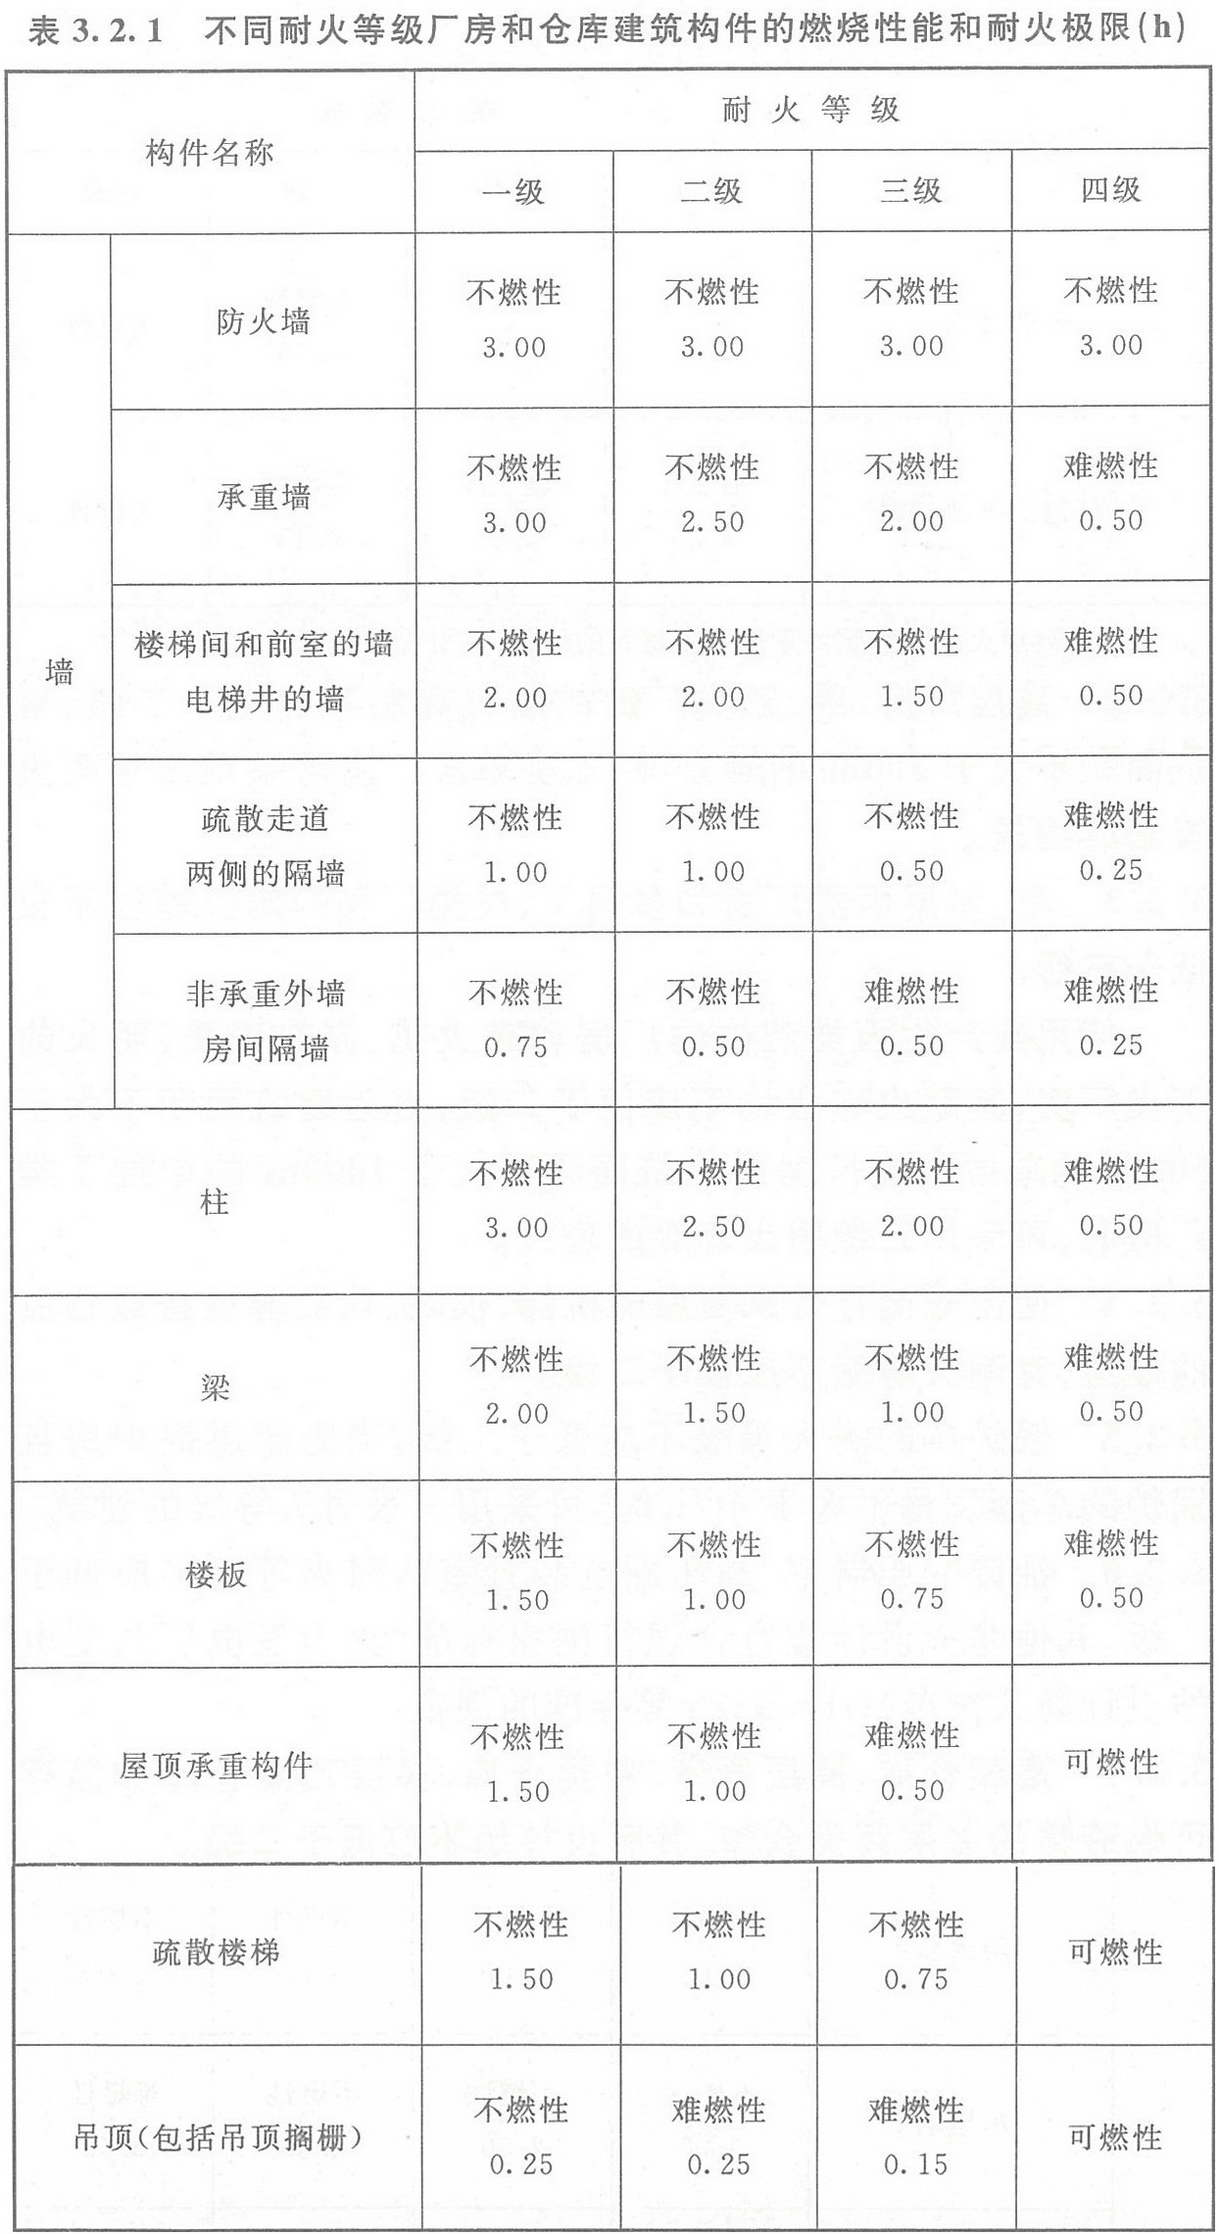 表 3.2.1 不同耐火等级厂房和仓库建筑构件的燃烧性能和耐火极限(h)
构件名称
耐火等级
一级 二级 三级 四级
墙
防火墙
不燃性 不燃性 不燃性 不燃性
3.00 3.00 3.00 3.00
承重墙
不燃性 不燃性 不燃性 难燃性
3.00 2.50 2.00 0.50
楼梯间和前室的墙
电梯井的墙
不燃性 不燃性 不燃性 难燃性
2.00 2.00 1.50 0.50
疏散走道
两侧的隔墙
不燃性 不燃性 不燃性 难燃性
1.00 1.00 0.50 0.25
非承重外墙
房间隔墙
不燃性 不燃性 难燃性 难燃性
0.75 0.50 0.50 0.25
柱
不燃性 不燃性 不燃性 难燃性
3.00 2.50 2.00 0.50
梁
不燃性 不燃性 不燃性 难燃性
2.00 1.50 1.00 0.50
楼板
不燃性 不燃性 不燃性 难燃性
1.50 1.00 0.75 0.50
屋顶承重构件
不燃性 不燃性 难燃性 可燃性
1.50 1.00 0.50
疏散楼梯
不燃性 不燃性 不燃性 可燃性
1.50 1.00 0.75
吊顶(包括吊顶搁栅)
不燃性 难燃性 难燃性 可燃性
0.25 0.25 0.15